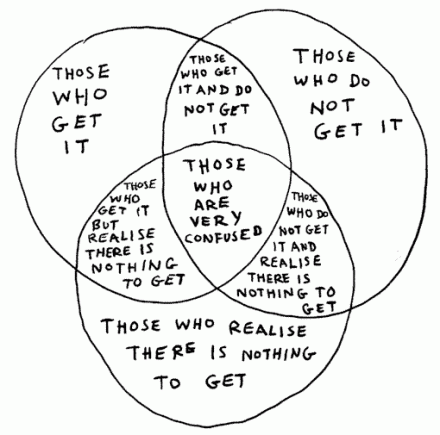 THOSE
WHO
GET
IT
THOSE
WHO GET
IT AND DO
NOT GET
IT
THOSE
WHO DO
NOT
GET IT
THOSE
WHO
GET IT
BUT
REALISE
THERE IS
NOTHING
TO GET
THOSE
WHO
ARE
VERY
CONFUSED
THOSE
WHO DO
NOT GET
IT AND
REALISE
THERE IS
NOTHING TO
GET
THOSE WHO REALISE
THERE IS NOTHING
TO GET